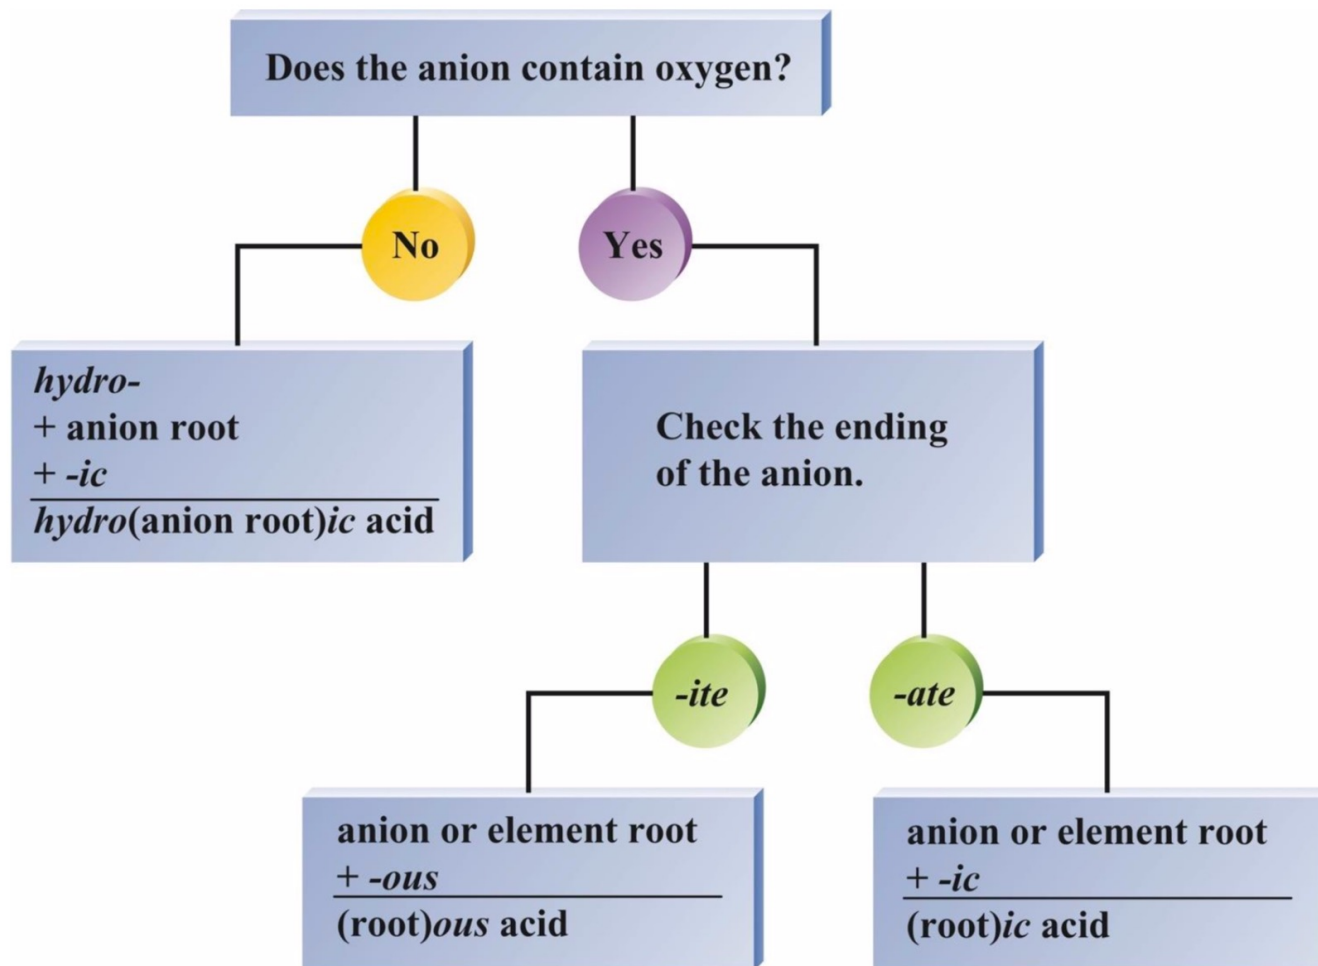 Does the anion contain oxygen?
No
Yes
hydro-
+ anion root
+ -ic
hydro(anion root)ic acid
Check the ending
of the anion.
-ite
-ate
anion or element root
+ -ous
(root)ous acid
anion or element root
+ -ic
(root)ic acid